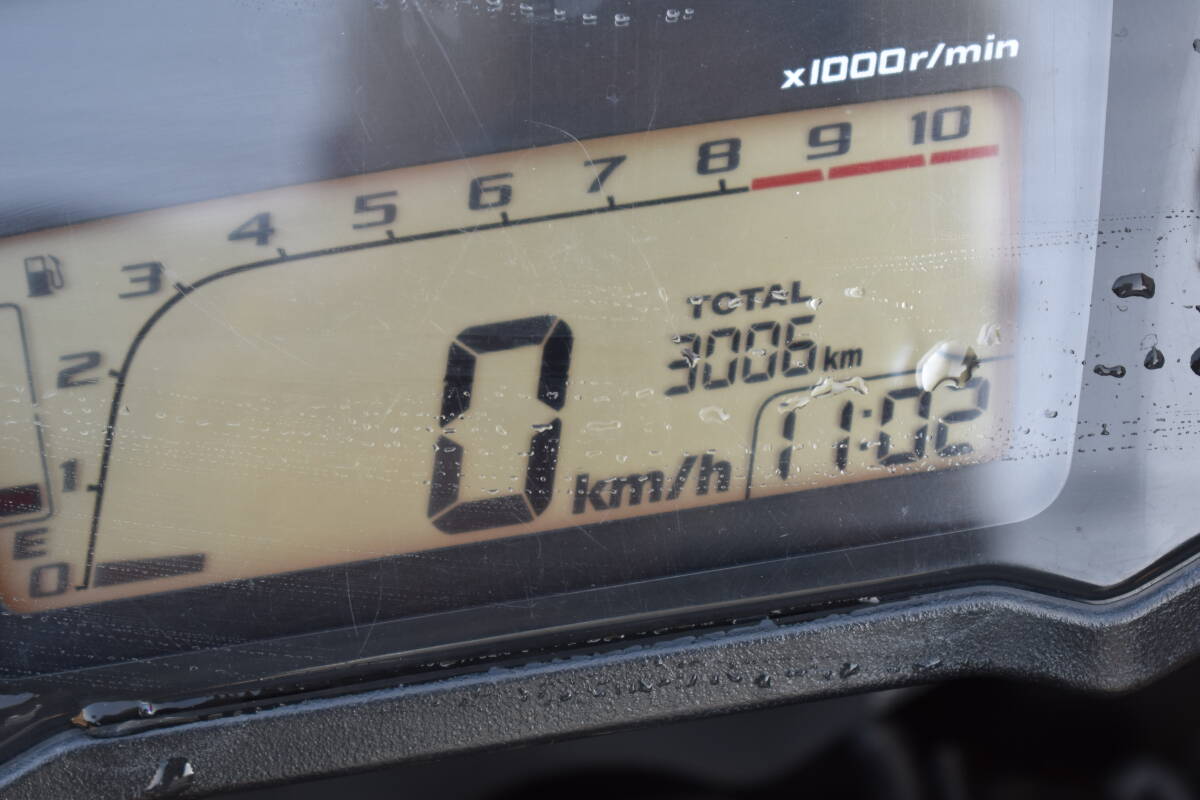 x1000r/min
0 1 2 3 4 5 6 7 8 9 10
E
TOTAL
3006 km
0 km/h
11:02